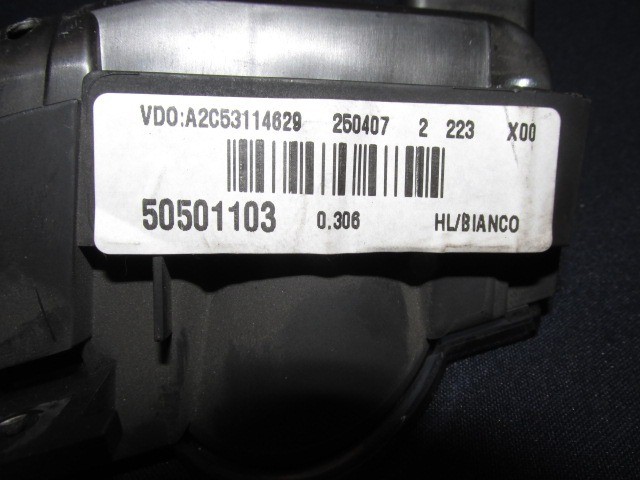 VDO:A2C53114629 250407 2 223 X00
50501103 0.306 HL/BIANCO